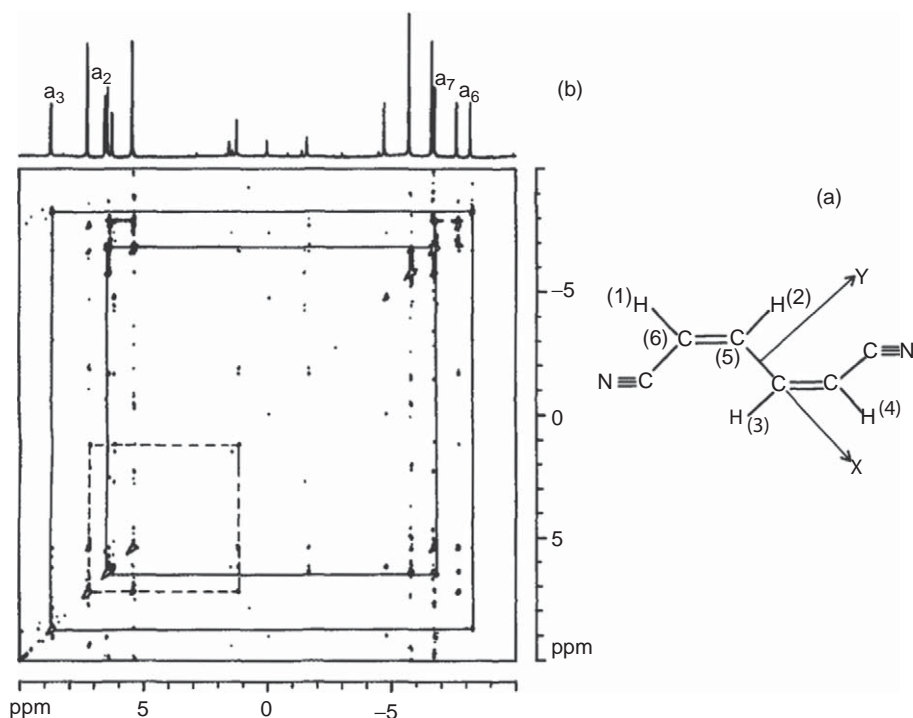 a3 a2 a7 a6 (b)
(a)
−5
0
5
ppm
ppm 5 0 −5
Y
(1) H H (2)
(6) C C C≡N
(5)
N≡C C C
H (3) H (4)
X